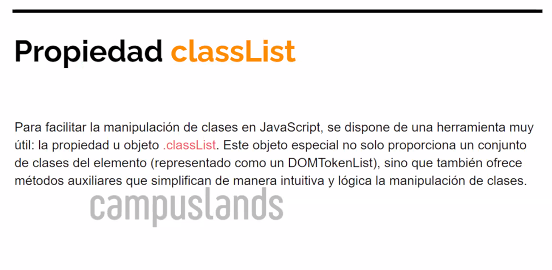 Propiedad classList
Para facilitar la manipulación de clases en JavaScript, se dispone de una herramienta muy
útil: la propiedad u objeto .classList. Este objeto especial no solo proporciona un conjunto
de clases del elemento (representado como un DOMTokenList), sino que también ofrece
métodos auxiliares que simplifican de manera intuitiva y lógica la manipulación de clases.
campuslands